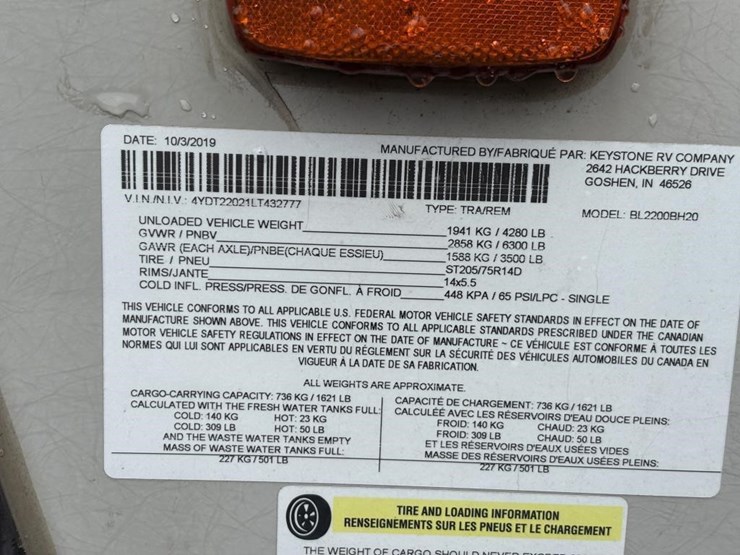 DATE: 10/3/2019
MANUFACTURED BY/FABRIQUÉ PAR: KEYSTONE RV COMPANY
2642 HACKBERRY DRIVE
GOSHEN, IN 46526
V.I.N./N.I.V.: 4YDT22021LT432777
TYPE: TRA/REM
MODEL: BL2200BH20
UNLOADED VEHICLE WEIGHT 1941 KG / 4280 LB
GVWR / PNBV 2858 KG / 6300 LB
GAWR (EACH AXLE)/PNBE(CHAQUE ESSIEU) 1588 KG / 3500 LB
TIRE / PNEU ST205/75R14D
RIMS/JANTE 14x5.5
COLD INFL. PRESS/PRESS. DE GONFL. À FROID 448 KPA / 65 PSI/LPC - SINGLE
THIS VEHICLE CONFORMS TO ALL APPLICABLE U.S. FEDERAL MOTOR VEHICLE SAFETY STANDARDS IN EFFECT ON THE DATE OF
MANUFACTURE SHOWN ABOVE. THIS VEHICLE CONFORMS TO ALL APPLICABLE STANDARDS PRESCRIBED UNDER THE CANADIAN
MOTOR VEHICLE SAFETY REGULATIONS IN EFFECT ON THE DATE OF MANUFACTURE ~ CE VÉHICULE EST CONFORME À TOUTES LES
NORMES QUI LUI SONT APPLICABLES EN VERTU DU RÈGLEMENT SUR LA SÉCURITÉ DES VÉHICULES AUTOMOBILES DU CANADA EN
VIGUEUR À LA DATE DE SA FABRICATION.
ALL WEIGHTS ARE APPROXIMATE.
CARGO-CARRYING CAPACITY: 736 KG / 1621 LB
CALCULATED WITH THE FRESH WATER TANKS FULL:
COLD: 140 KG HOT: 23 KG
COLD: 309 LB HOT: 50 LB
AND THE WASTE WATER TANKS EMPTY
MASS OF WASTE WATER TANKS FULL:
227 KG / 501 LB
CAPACITÉ DE CHARGEMENT: 736 KG / 1621 LB
CALCULÉE AVEC LES RÉSERVOIRS D'EAU DOUCE PLEINS:
FROID: 140 KG CHAUD: 23 KG
FROID: 309 LB CHAUD: 50 LB
ET LES RÉSERVOIRS D'EAUX USÉES VIDES
MASSE DES RÉSERVOIRS D'EAUX USÉES PLEINS:
227 KG / 501 LB
TIRE AND LOADING INFORMATION
RENSEIGNEMENTS SUR LES PNEUS ET LE CHARGEMENT
THE WEIGHT OF CARGO SHOULD NEVER